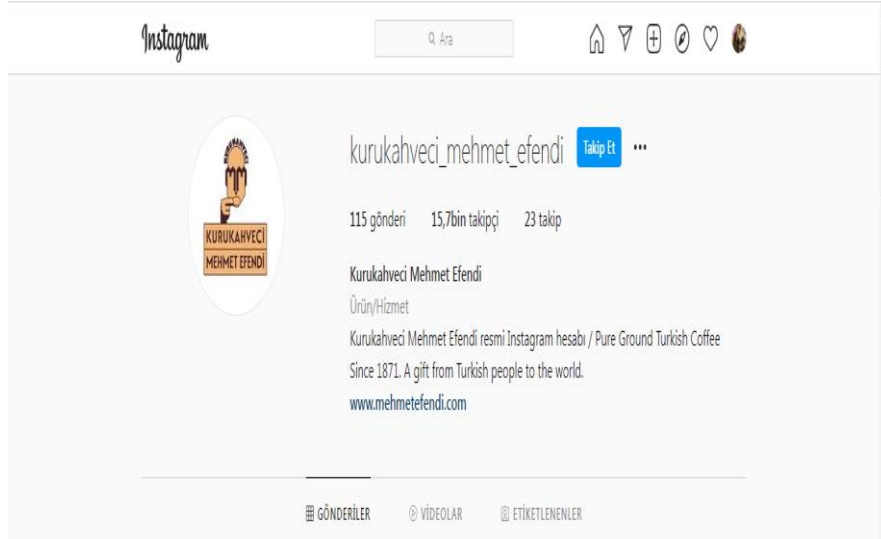 Instagram
Ara
kurukahveci_mehmet_efendi Takip Et
115 gönderi 15,7bin takipçi 23 takip
KURUKAHVECİ
MEHMET EFENDİ
Kurukahveci Mehmet Efendi
Ürün/Hizmet
Kurukahveci Mehmet Efendi resmi Instagram hesabı / Pure Ground Turkish Coffee
Since 1871. A gift from Turkish people to the world.
www.mehmetefendi.com
GÖNDERİLER VİDEOLAR ETİKETLENENLER